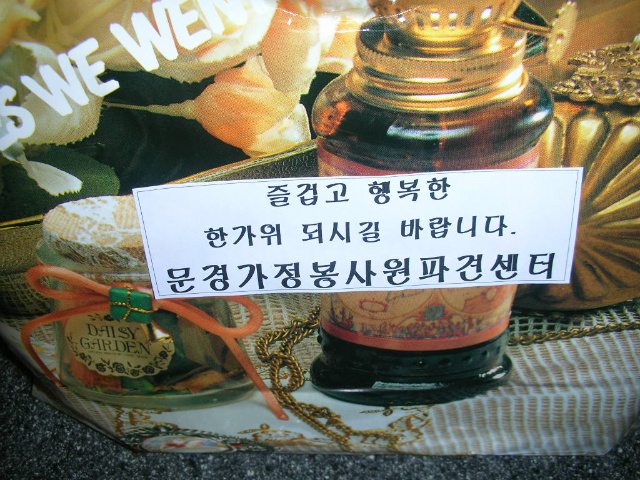 S WE WEN
즐겁고 행복한
한가위 되시길 바랍니다.
문경가정봉사원파견센터
DAISY
GARDEN